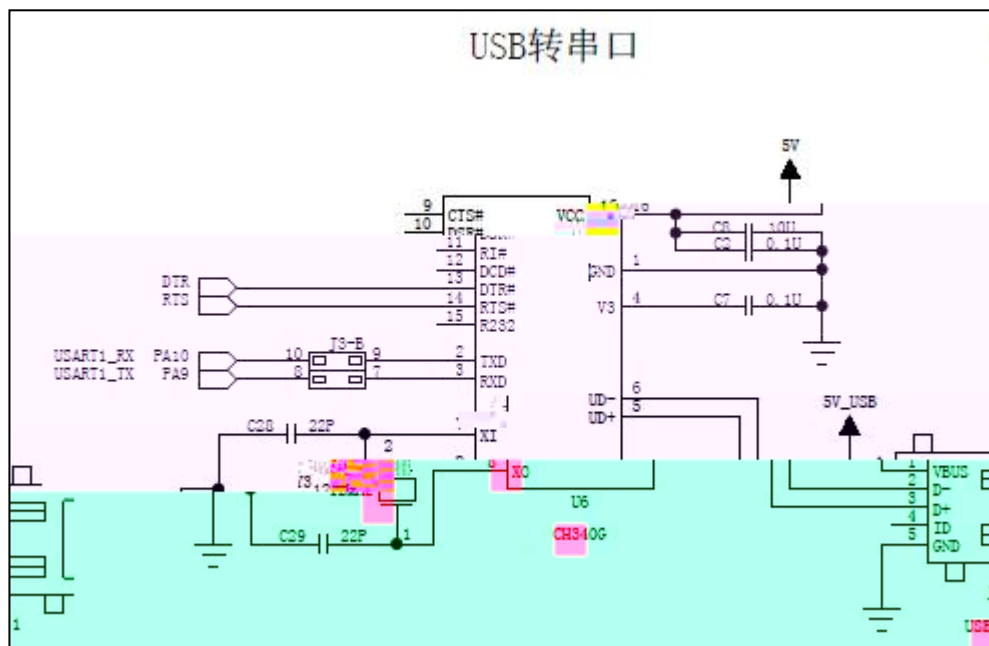 USB转串口
5V
9 CTS# VCC
10
C8 10U
11 C2 0.1U
12 RI# 1
13 DCD# GND
DTR DTR#
RTS 14 RTS# V3 4 C7 0.1U
15 R232
J3-B
USART1_RX PA10 10 9 2 TXD
USART1_TX PA9 8 7 3 RXD
UD- 6
UD+ 5 5V_USB
C28 22P XI
2
XO 1 VBUS
2 D-
U6 3 D+
C29 22P 1 CH340G 4 ID
5 GND
1 USB